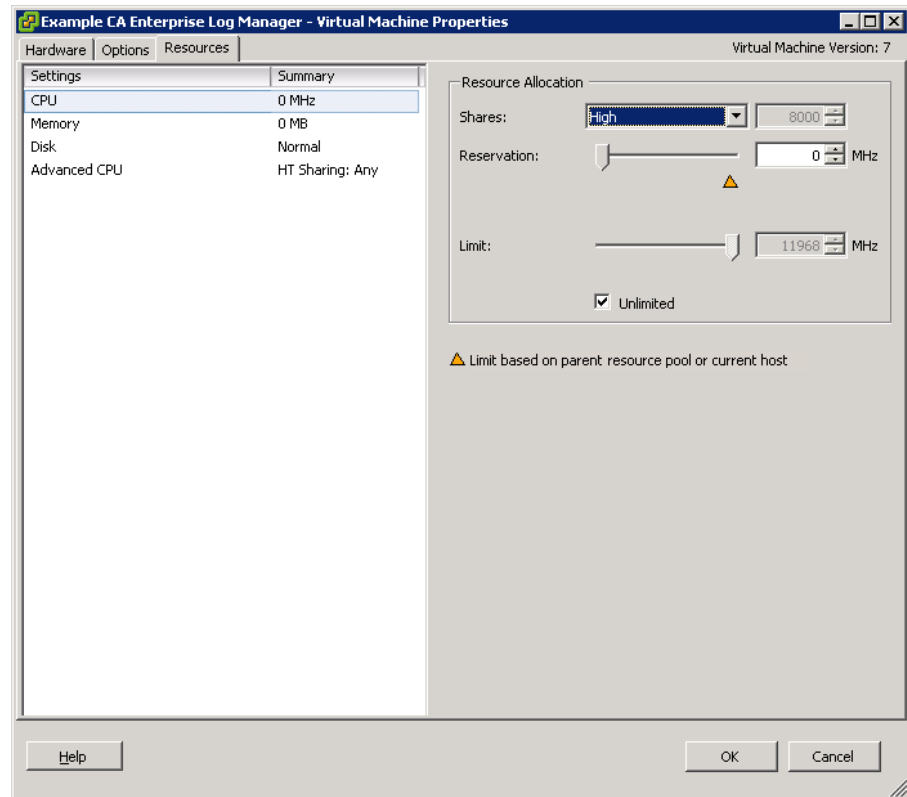 Example CA Enterprise Log Manager - Virtual Machine Properties
Hardware Options Resources Virtual Machine Version: 7
Settings Summary
CPU 0 MHz
Memory 0 MB
Disk Normal
Advanced CPU HT Sharing: Any
Resource Allocation
Shares: High 8000
Reservation: 0 MHz
Limit: 11968 MHz
Unlimited
Limit based on parent resource pool or current host
Help OK Cancel